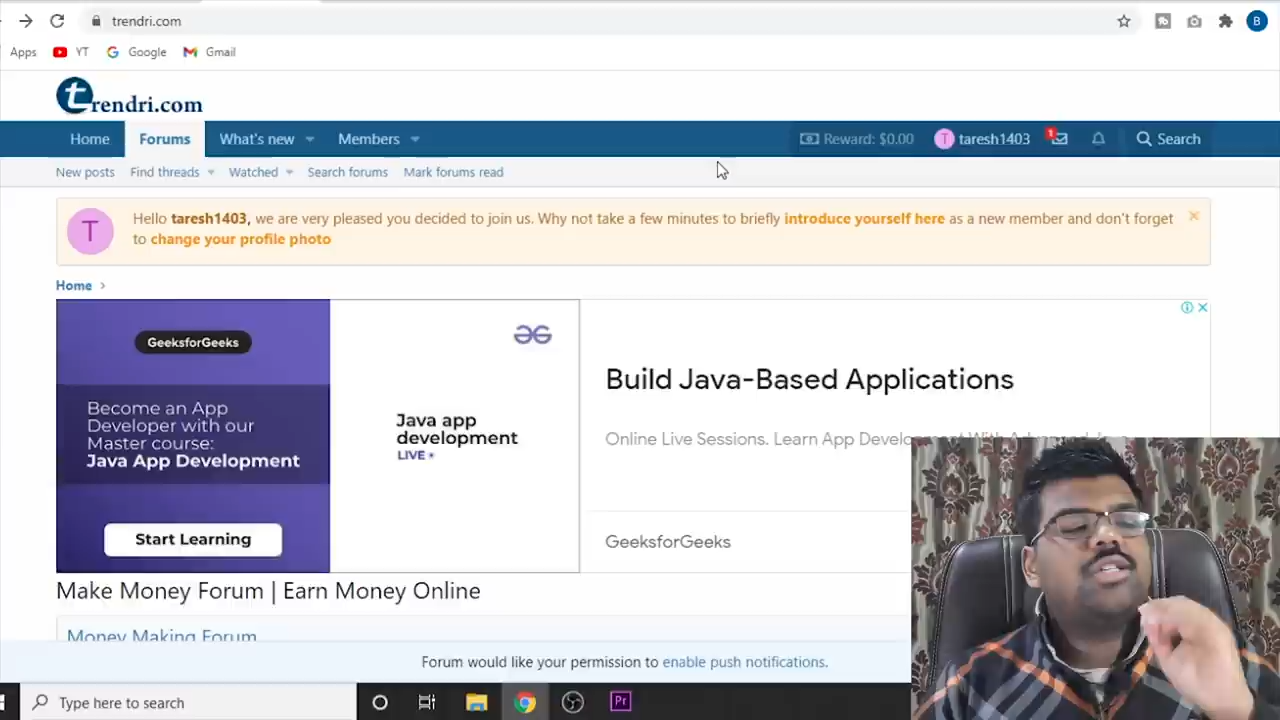 trendri.com
B
Apps YT Google Gmail
trendri.com
Home Forums What's new Members Reward: $0.00 T taresh1403 1 Search
New posts Find threads Watched Search forums Mark forums read
T
Hello taresh1403, we are very pleased you decided to join us. Why not take a few minutes to briefly introduce yourself here as a new member and don't forget
to change your profile photo
Home
GeeksforGeeks
Become an App
Developer with our
Master course:
Java App Development
Start Learning
Java app
development
LIVE
Build Java-Based Applications
Online Live Sessions. Learn App Development With
GeeksforGeeks
Make Money Forum | Earn Money Online
Money Making Forum
Forum would like your permission to enable push notifications.
Type here to search
Pr